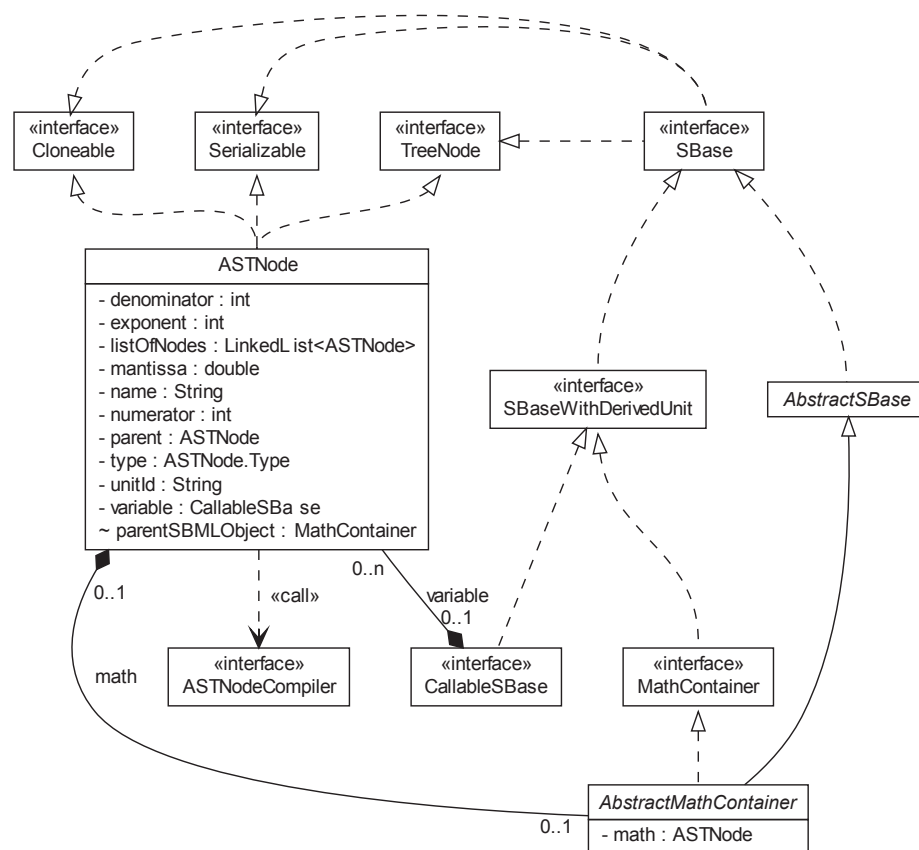 «interface»
Cloneable
«interface»
Serializable
«interface»
TreeNode
«interface»
SBase
ASTNode
- denominator : int
- exponent : int
- listOfNodes : LinkedList<ASTNode>
- mantissa : double
- name : String
- numerator : int
- parent : ASTNode
- type : ASTNode.Type
- unitId : String
- variable : CallableSBa se
~ parentSBMLObject : MathContainer
«interface»
SBaseWithDerivedUnit
AbstractSBase
0..1
«call»
0..n
variable
0..1
math
«interface»
ASTNodeCompiler
«interface»
CallableSBase
«interface»
MathContainer
0..1
AbstractMathContainer
- math : ASTNode